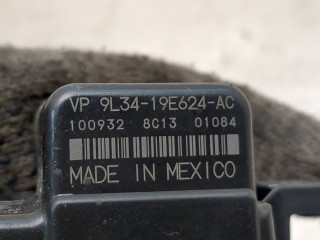 VP 9L34-19E624-AC
100932 8C13 01084
MADE IN MEXICO